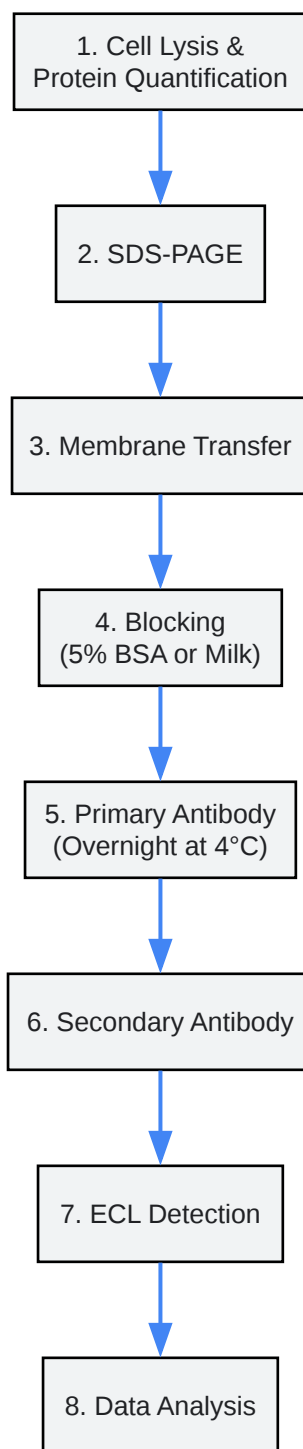 1. Cell Lysis &
Protein Quantification
2. SDS-PAGE
3. Membrane Transfer
4. Blocking
(5% BSA or Milk)
5. Primary Antibody
(Overnight at 4°C)
6. Secondary Antibody
7. ECL Detection
8. Data Analysis